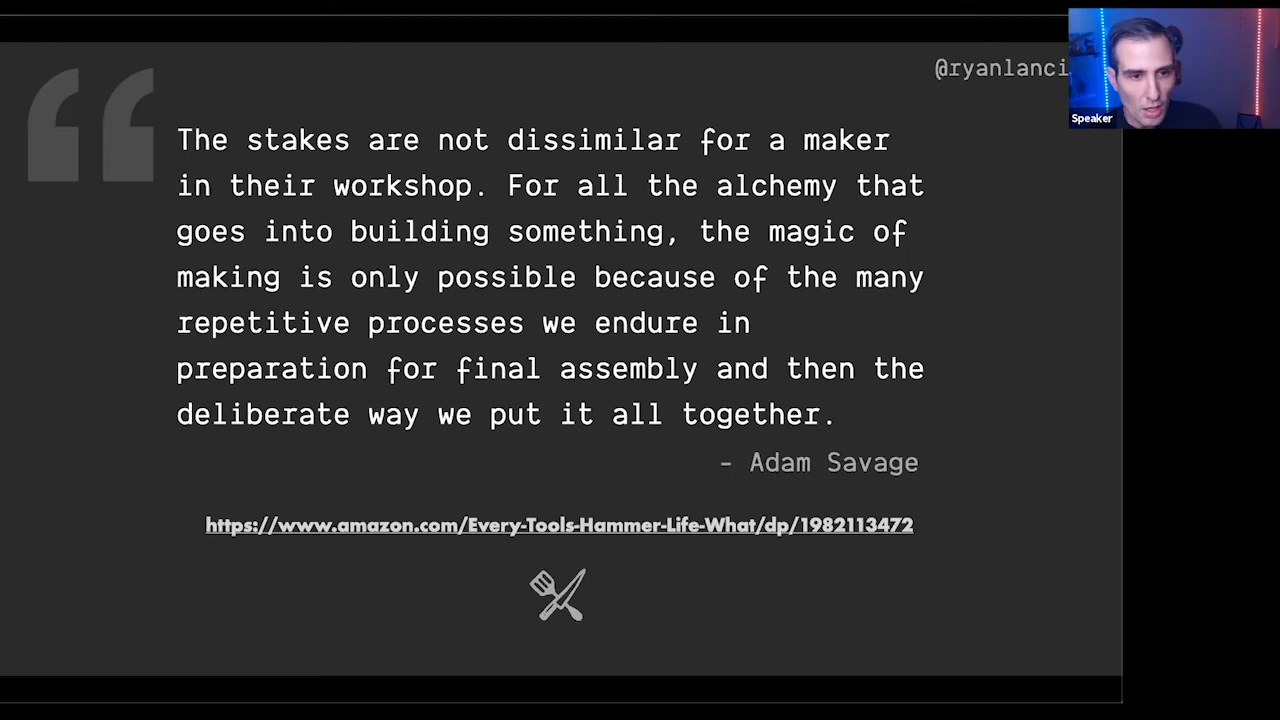 @ryanlanci
Speaker
The stakes are not dissimilar for a maker
in their workshop. For all the alchemy that
goes into building something, the magic of
making is only possible because of the many
repetitive processes we endure in
preparation for final assembly and then the
deliberate way we put it all together.
- Adam Savage
https://www.amazon.com/Every-Tools-Hammer-Life-What/dp/1982113472